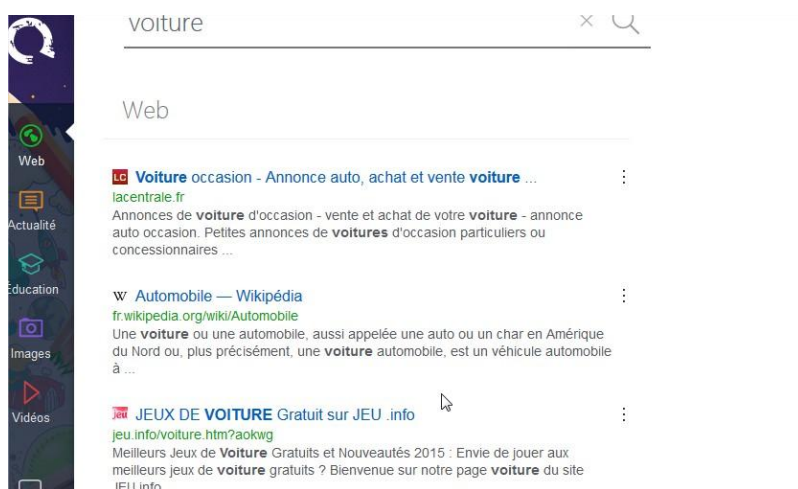 voiture
Web
Web
Actualité
Éducation
Images
Vidéos
LC Voiture occasion - Annonce auto, achat et vente voiture ...
lacentrale.fr
Annonces de voiture d'occasion - vente et achat de votre voiture - annonce
auto occasion. Petites annonces de voitures d'occasion particuliers ou
concessionnaires ...
W Automobile — Wikipédia
fr.wikipedia.org/wiki/Automobile
Une voiture ou une automobile, aussi appelée une auto ou un char en Amérique
du Nord ou, plus précisément, une voiture automobile, est un véhicule automobile
à ...
jeu JEUX DE VOITURE Gratuit sur JEU .info
jeu.info/voiture.htm?aokwg
Meilleurs Jeux de Voiture Gratuits et Nouveautés 2015 : Envie de jouer aux
meilleurs jeux de voiture gratuits ? Bienvenue sur notre page voiture du site
JEU.info